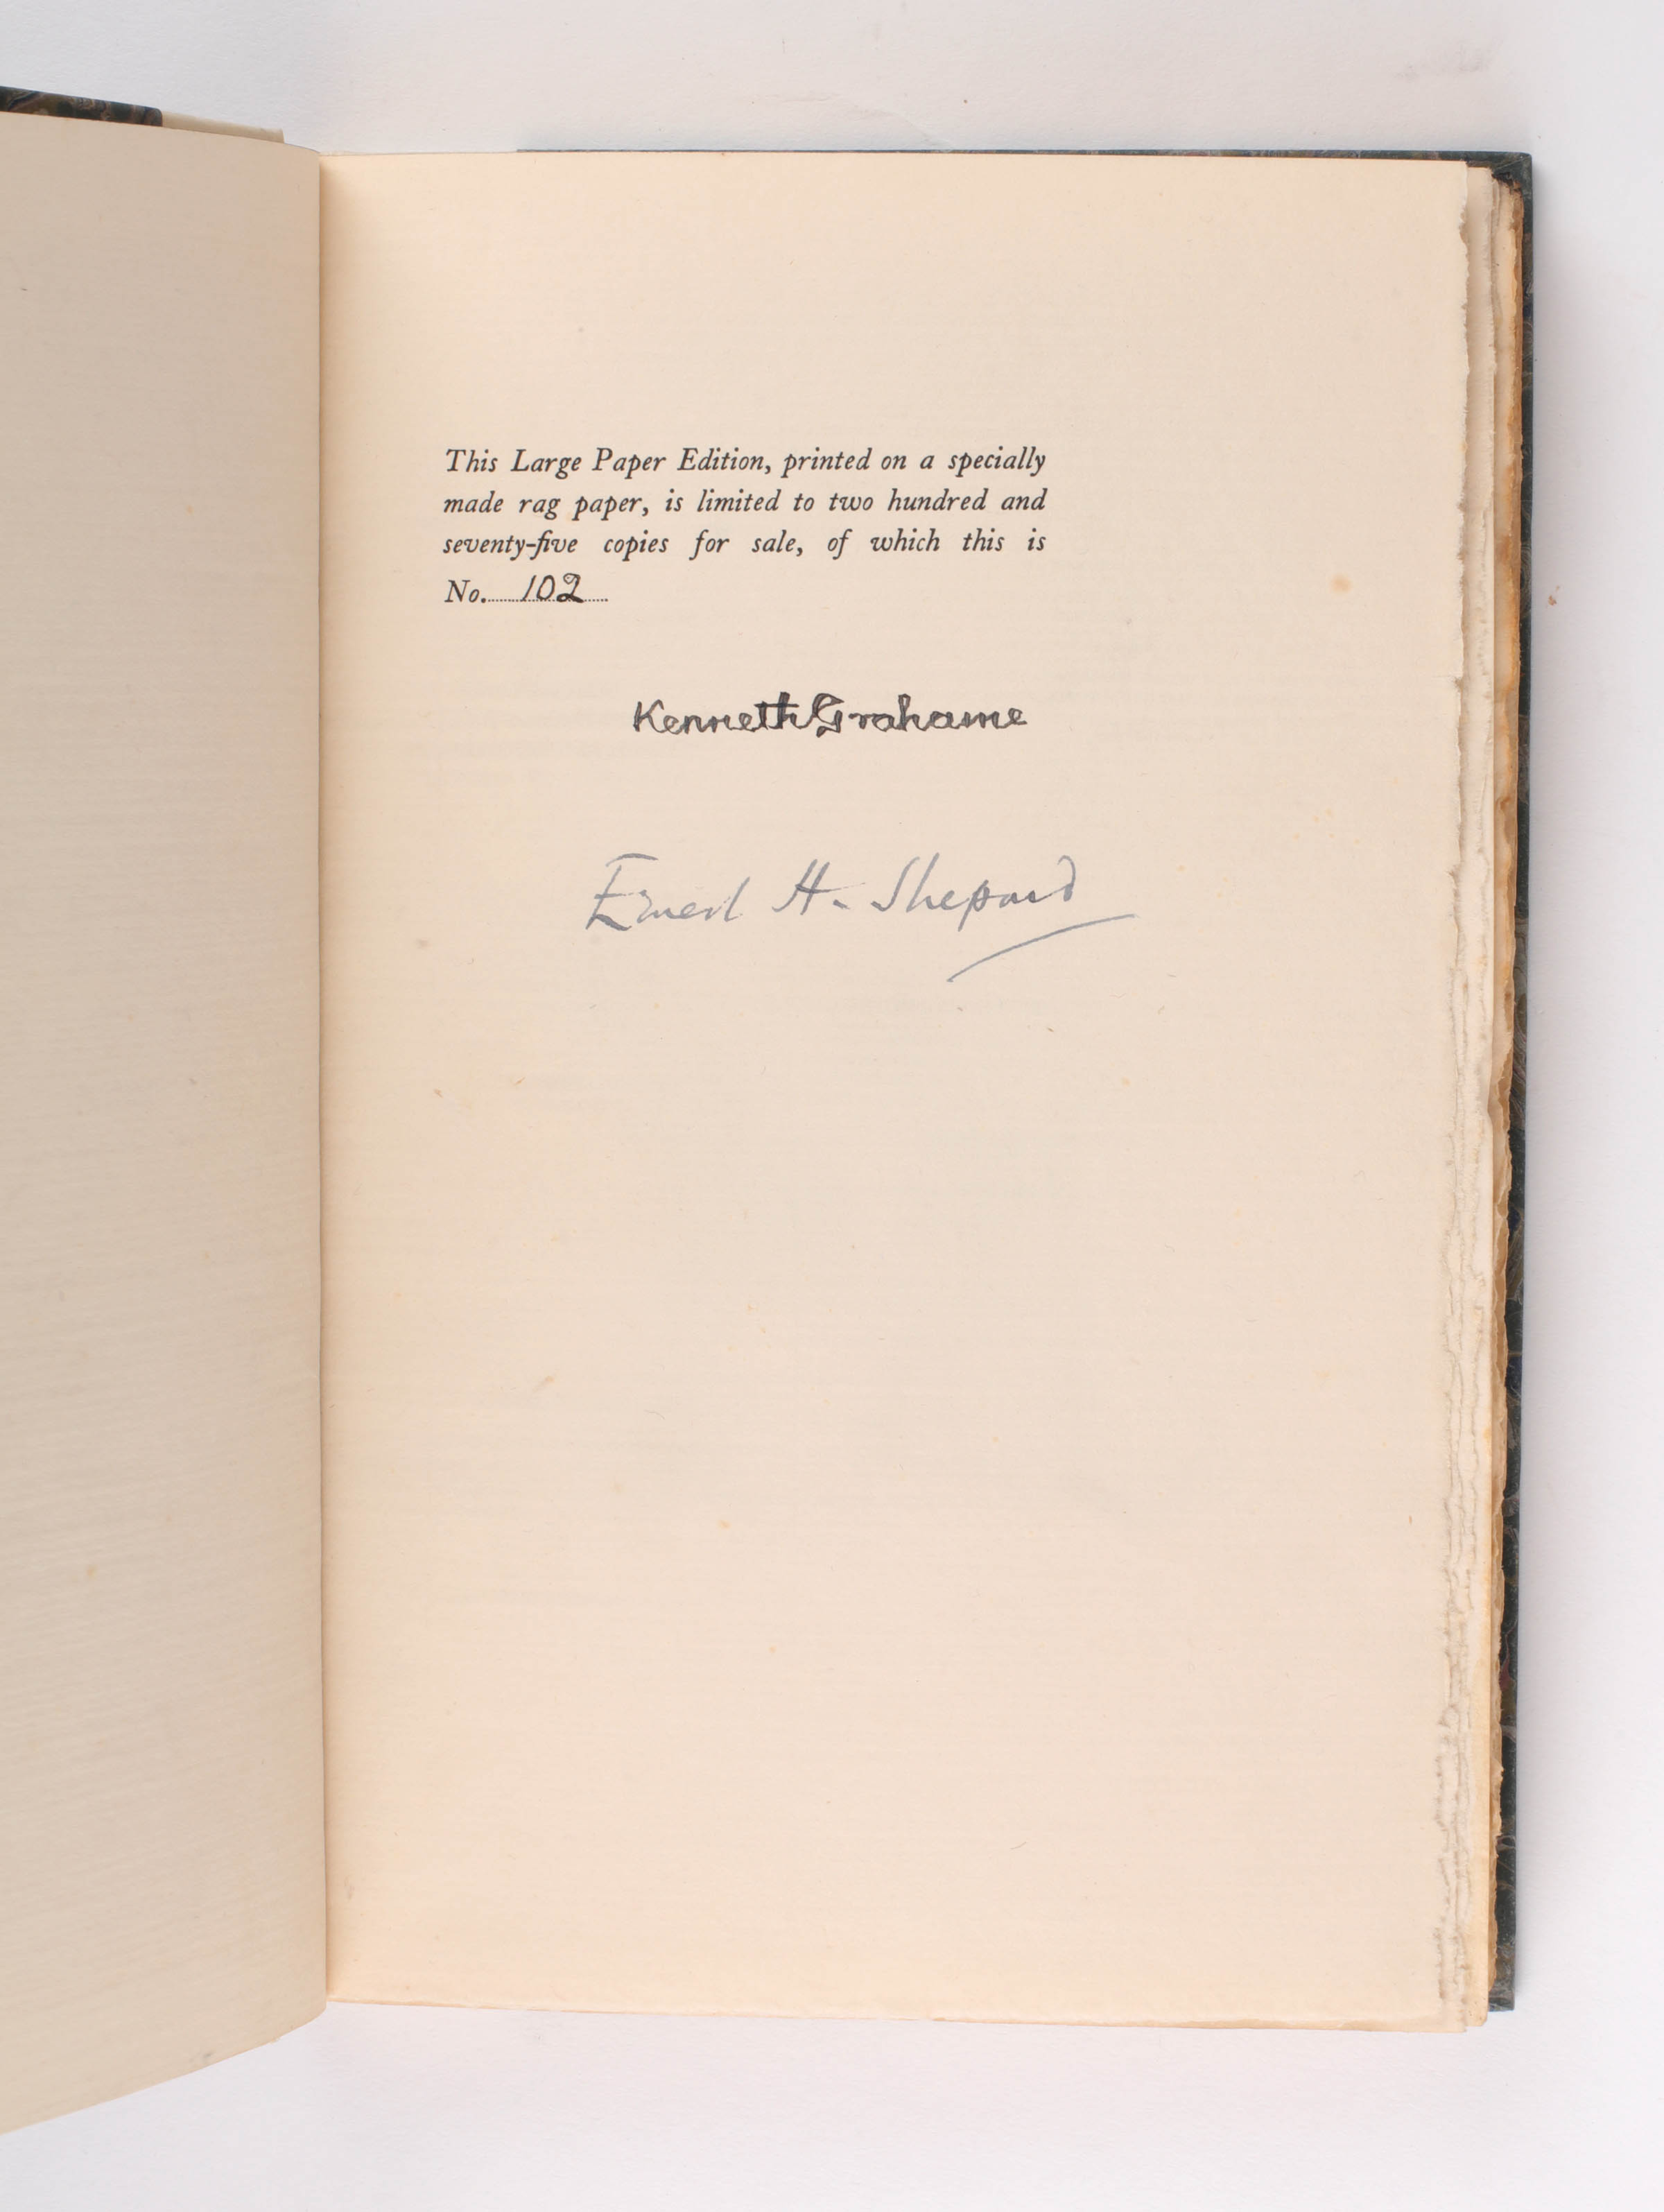 This Large Paper Edition, printed on a specially
made rag paper, is limited to two hundred and
seventy-five copies for sale, of which this is
No. 102
Kenneth Grahame
Ernest H. Shepard